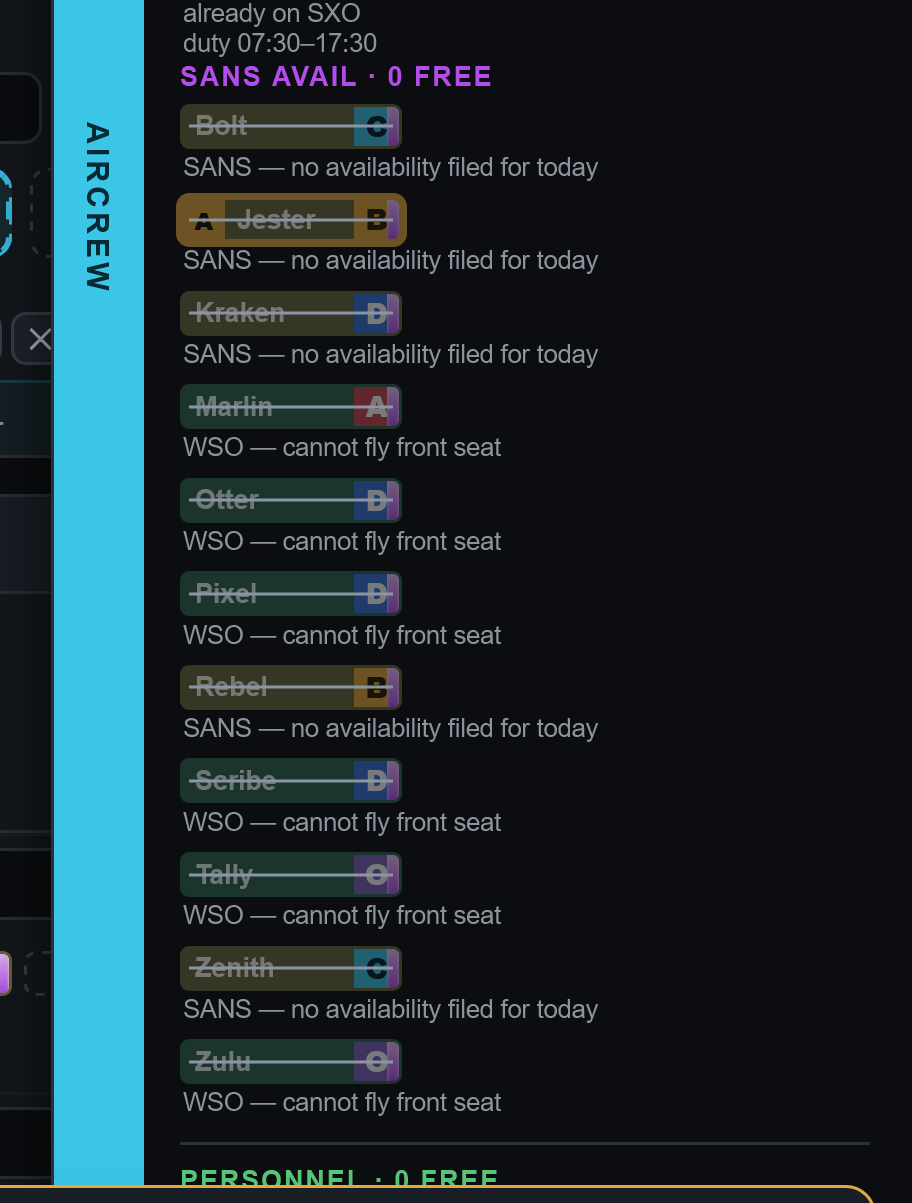 already on SXO
duty 07:30–17:30
AIRCREW
SANS AVAIL · 0 FREE
Bolt C
SANS — no availability filed for today
A Jester B
SANS — no availability filed for today
Kraken D
SANS — no availability filed for today
Marlin A
WSO — cannot fly front seat
Otter D
WSO — cannot fly front seat
Pixel D
WSO — cannot fly front seat
Rebel B
SANS — no availability filed for today
Scribe D
WSO — cannot fly front seat
Tally O
WSO — cannot fly front seat
Zenith C
SANS — no availability filed for today
Zulu O
WSO — cannot fly front seat
PERSONNEL · 0 FREE